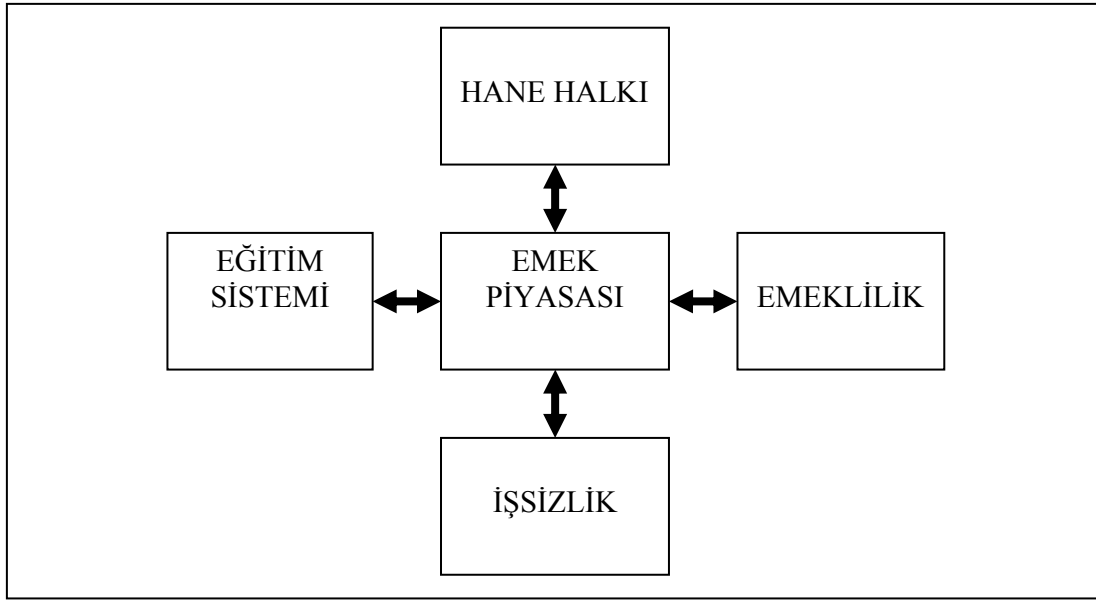 HANE HALKI
EĞİTİM
SİSTEMİ
EMEK
PİYASASI
EMEKLİLİK
İŞSİZLİK